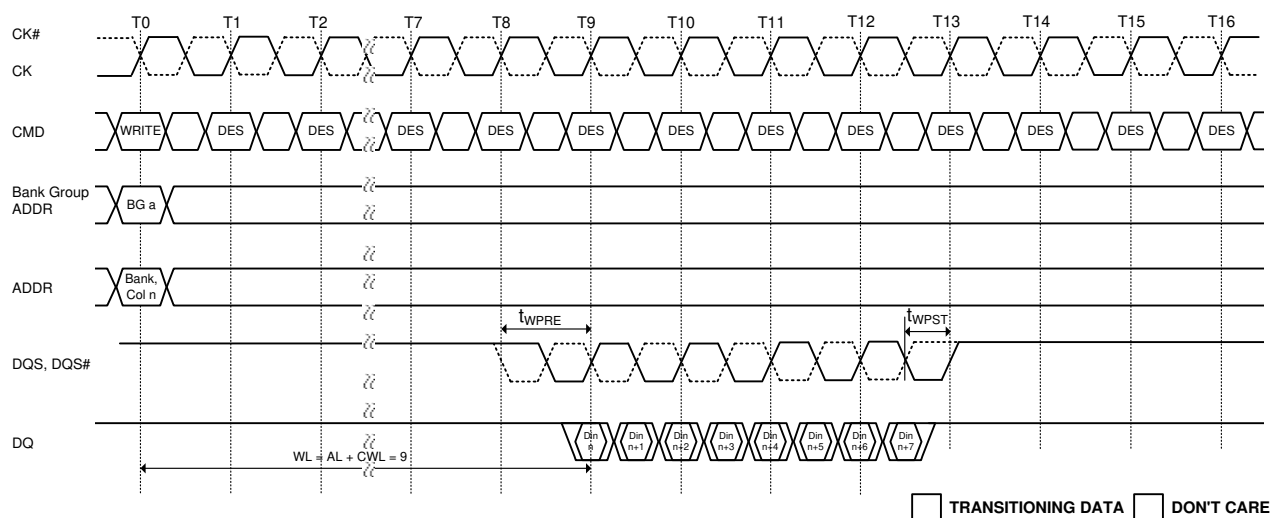 T0 T1 T2 T7 T8 T9 T10 T11 T12 T13 T14 T15 T16
CK#
CK
CMD WRITE DES DES DES DES DES DES DES DES DES DES DES DES
Bank Group
ADDR
BG a
ADDR
Bank,
Col n
tWPRE tWPST
DQS, DQS#
DQ
Din n Din n+1 Din n+2 Din n+3 Din n+4 Din n+5 Din n+6 Din n+7
WL = AL + CWL = 9
TRANSITIONING DATA DON'T CARE